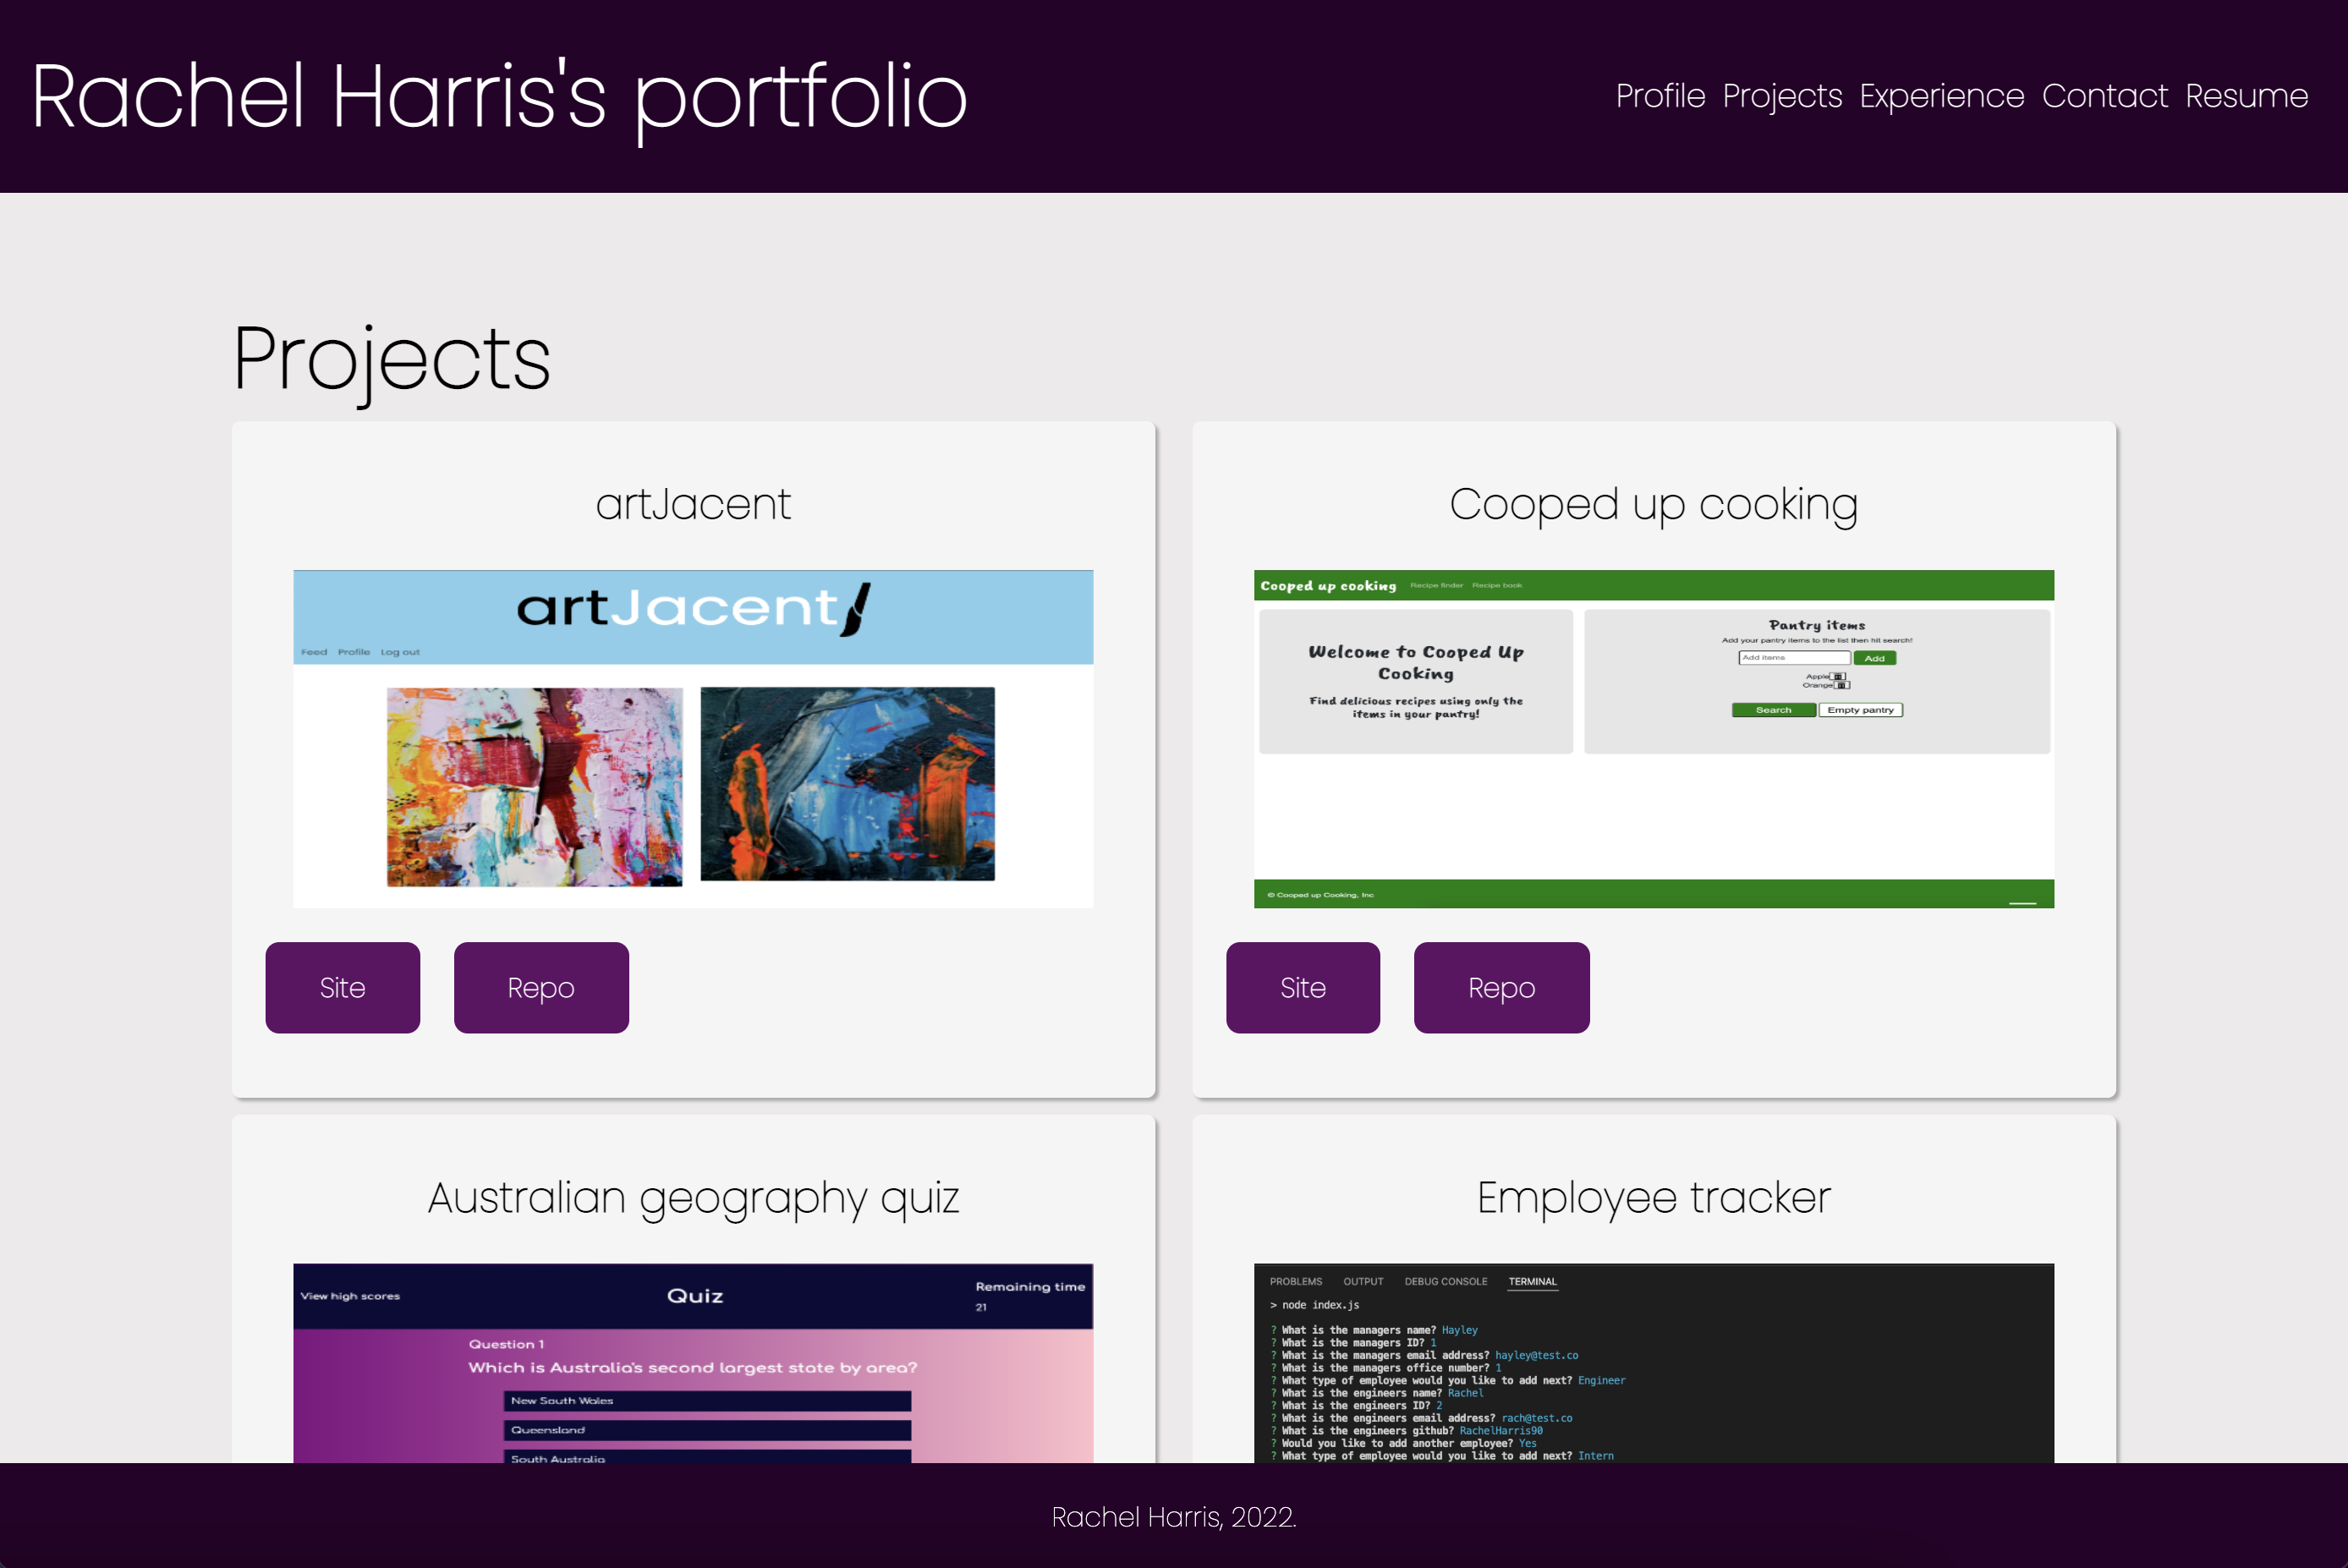 Rachel Harris's portfolio
Profile Projects Experience Contact Resume
Projects
artJacent
artJacent
Feed Profile Log out
Site Repo
Cooped up cooking
Cooped up cooking Recipe finder Recipe book
Welcome to Cooped Up
Cooking
Find delicious recipes using only the
items in your pantry!
Pantry items
Add your pantry items to the list then hit search!
Add items Add
Apple
Orange
Search Empty pantry
© Cooped up Cooking, Inc
Site Repo
Australian geography quiz
View high scores Quiz Remaining time
21
Question 1
Which is Australia's second largest state by area?
New South Wales
Queensland
South Australia
Employee tracker
PROBLEMS OUTPUT DEBUG CONSOLE TERMINAL
> node index.js
? What is the managers name? Hayley
? What is the managers ID? 1
? What is the managers email address? hayley@test.co
? What is the managers office number? 1
? What type of employee would you like to add next? Engineer
? What is the engineers name? Rachel
? What is the engineers ID? 2
? What is the engineers email address? rach@test.co
? What is the engineers github? RachelHarris90
? Would you like to add another employee? Yes
? What type of employee would you like to add next? Intern
Rachel Harris, 2022.